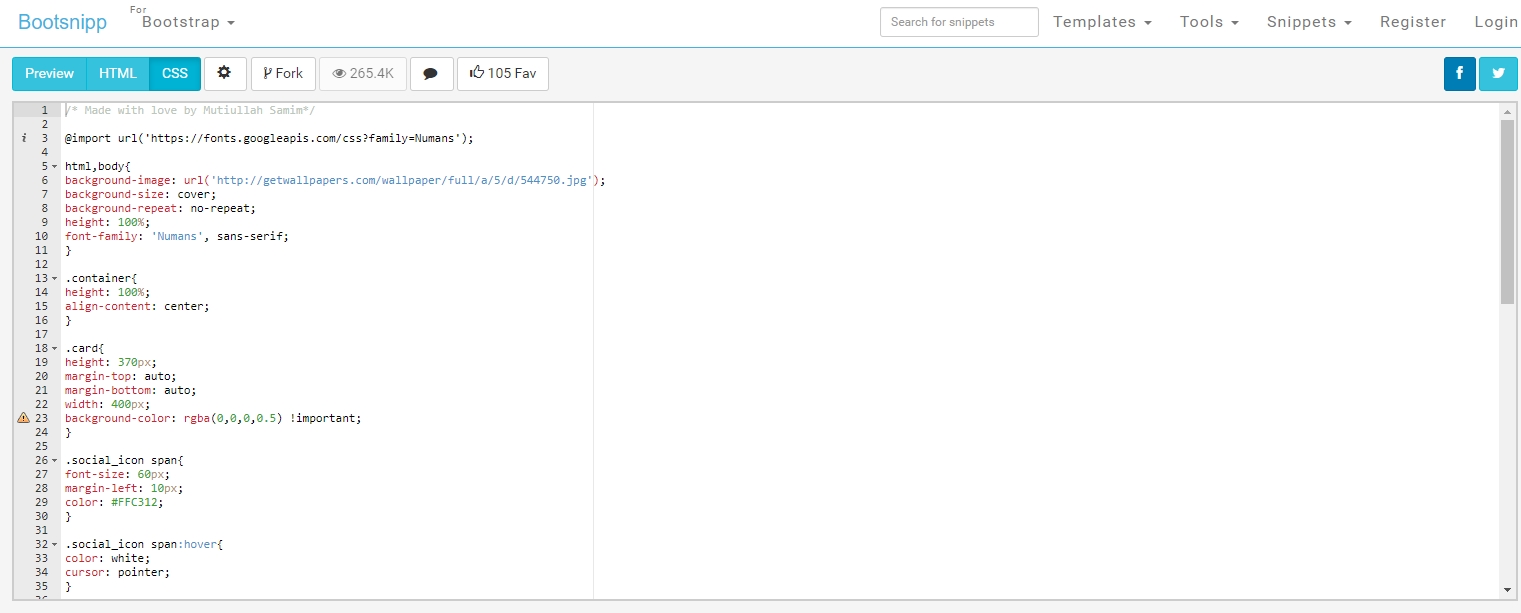 Bootsnipp
For
Bootstrap
Search for snippets
Templates
Tools
Snippets
Register
Login
Preview
HTML
CSS
Fork
265.4K
105 Fav
f
1 /* Made with love by Mutiullah Samim*/
2
i 3 @import url('https://fonts.googleapis.com/css?family=Numans');
4
5 html,body{
6 background-image: url('http://getwallpapers.com/wallpaper/full/a/5/d/544750.jpg');
7 background-size: cover;
8 background-repeat: no-repeat;
9 height: 100%;
10 font-family: 'Numans', sans-serif;
11 }
12
13 .container{
14 height: 100%;
15 align-content: center;
16 }
17
18 .card{
19 height: 370px;
20 margin-top: auto;
21 margin-bottom: auto;
22 width: 400px;
23 background-color: rgba(0,0,0,0.5) !important;
24 }
25
26 .social_icon span{
27 font-size: 60px;
28 margin-left: 10px;
29 color: #FFC312;
30 }
31
32 .social_icon span:hover{
33 color: white;
34 cursor: pointer;
35 }